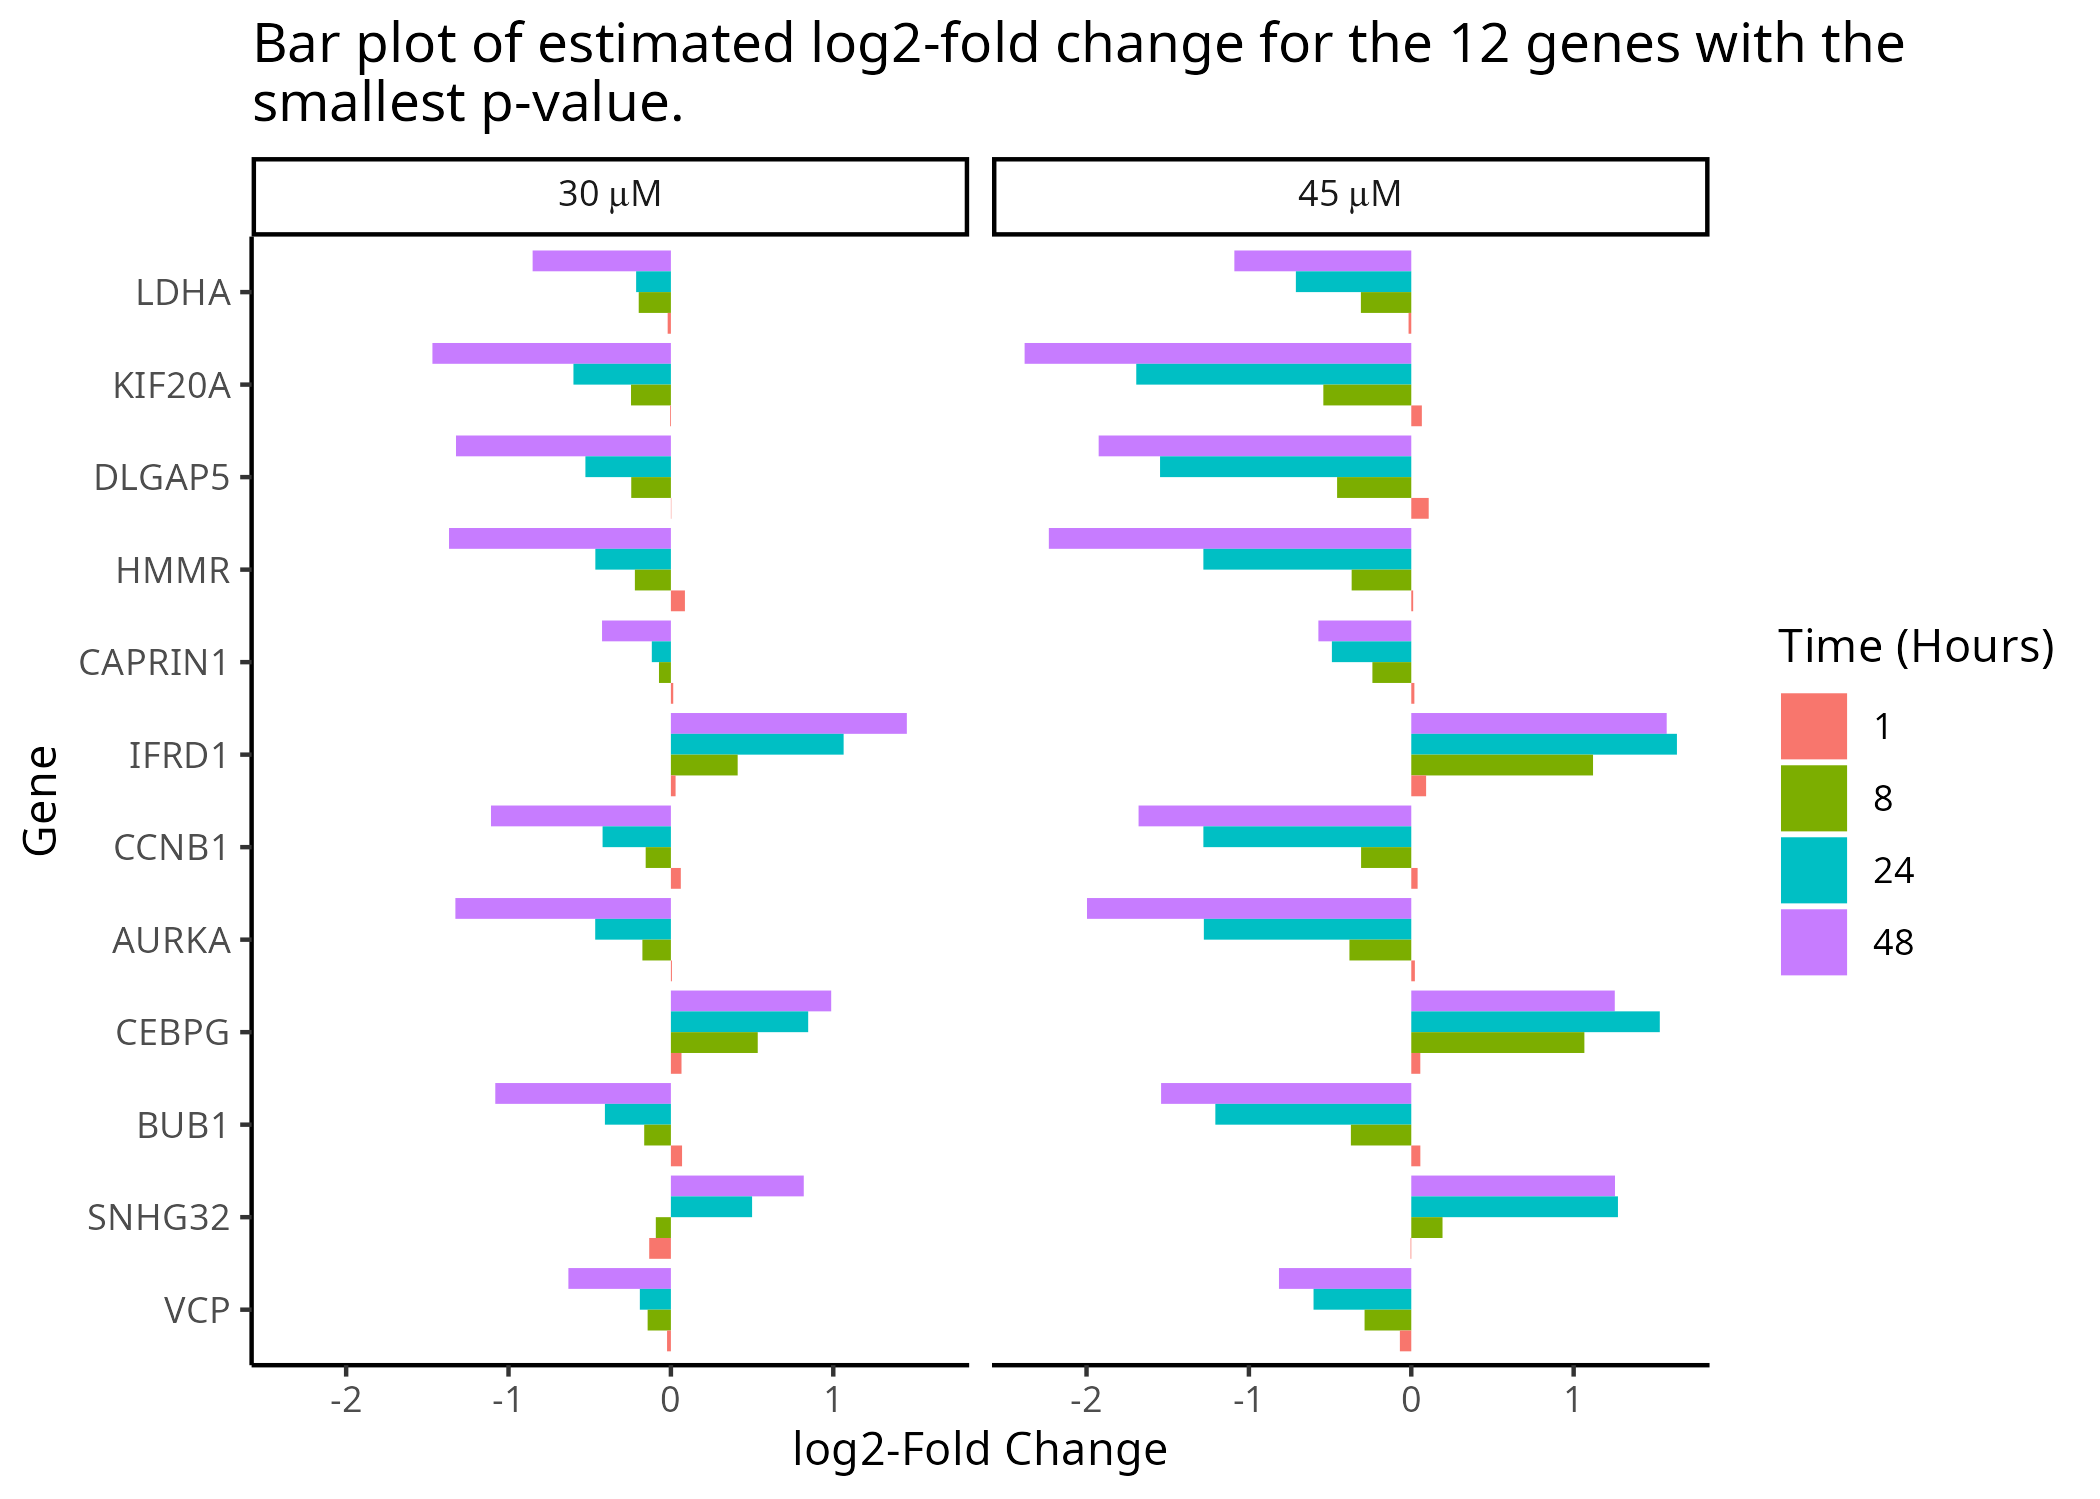 Bar plot of estimated log2-fold change for the 12 genes with the
smallest p-value.
30 µM
45 µM
Gene
LDHA
KIF20A
DLGAP5
HMMR
CAPRIN1
IFRD1
CCNB1
AURKA
CEBPG
BUB1
SNHG32
VCP
-2 -1 0 1
-2 -1 0 1
log2-Fold Change
Time (Hours)
1
8
24
48